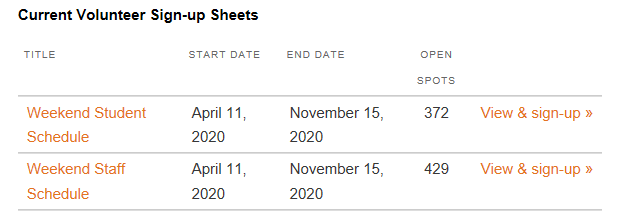 Current Volunteer Sign-up Sheets
TITLE START DATE END DATE OPEN
SPOTS
Weekend Student April 11, November 15, 372 View & sign-up »
Schedule 2020 2020
Weekend Staff April 11, November 15, 429 View & sign-up »
Schedule 2020 2020